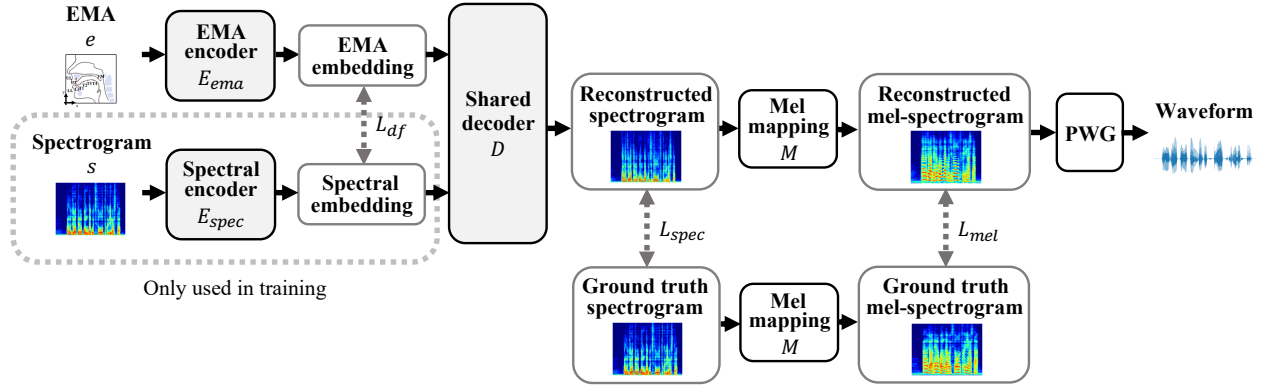 EMA
e
EMA
encoder
E_ema
EMA
embedding
L_df
Spectrogram
s
Spectral
encoder
E_spec
Spectral
embedding
Only used in training
Shared
decoder
D
Reconstructed
spectrogram
Mel
mapping
M
Reconstructed
mel-spectrogram
PWG
Waveform
L_spec
L_mel
Ground truth
spectrogram
Mel
mapping
M
Ground truth
mel-spectrogram